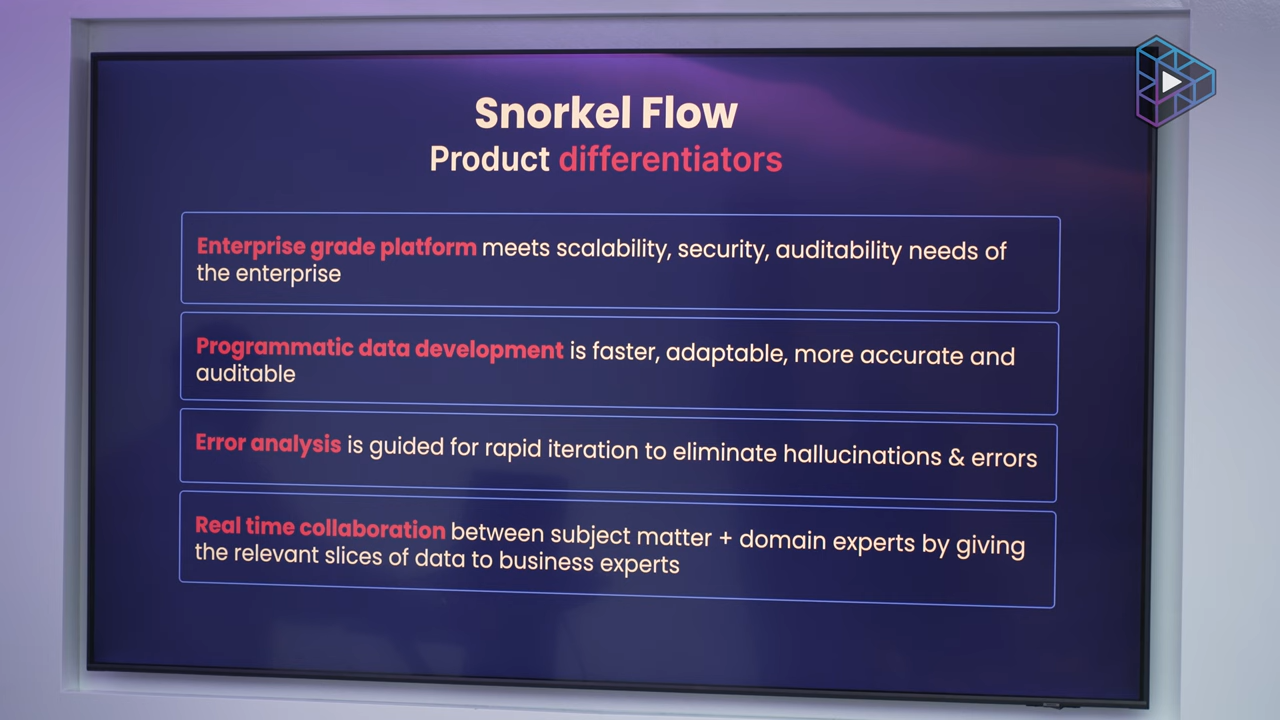 Snorkel Flow
Product differentiators
Enterprise grade platform meets scalability, security, auditability needs of
the enterprise
Programmatic data development is faster, adaptable, more accurate and
auditable
Error analysis is guided for rapid iteration to eliminate hallucinations & errors
Real time collaboration between subject matter + domain experts by giving
the relevant slices of data to business experts